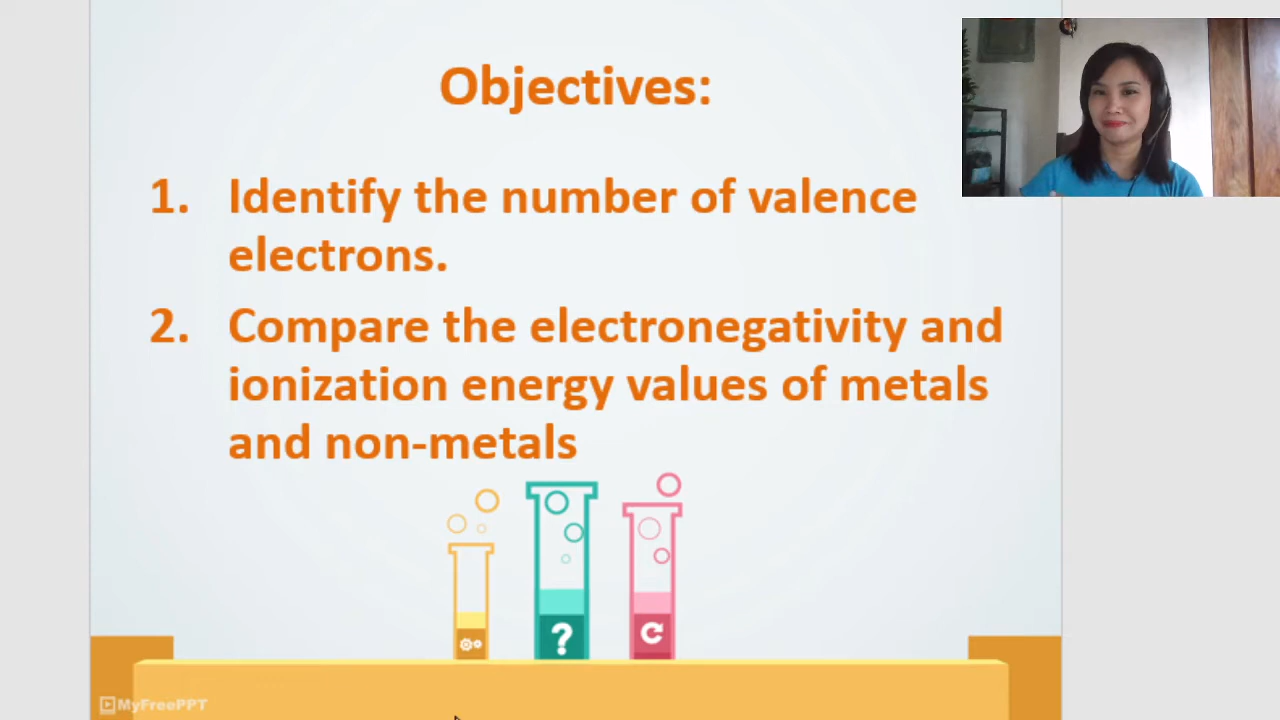 Objectives:
1. Identify the number of valence
electrons.
2. Compare the electronegativity and
ionization energy values of metals
and non-metals
?
MyFreePPT